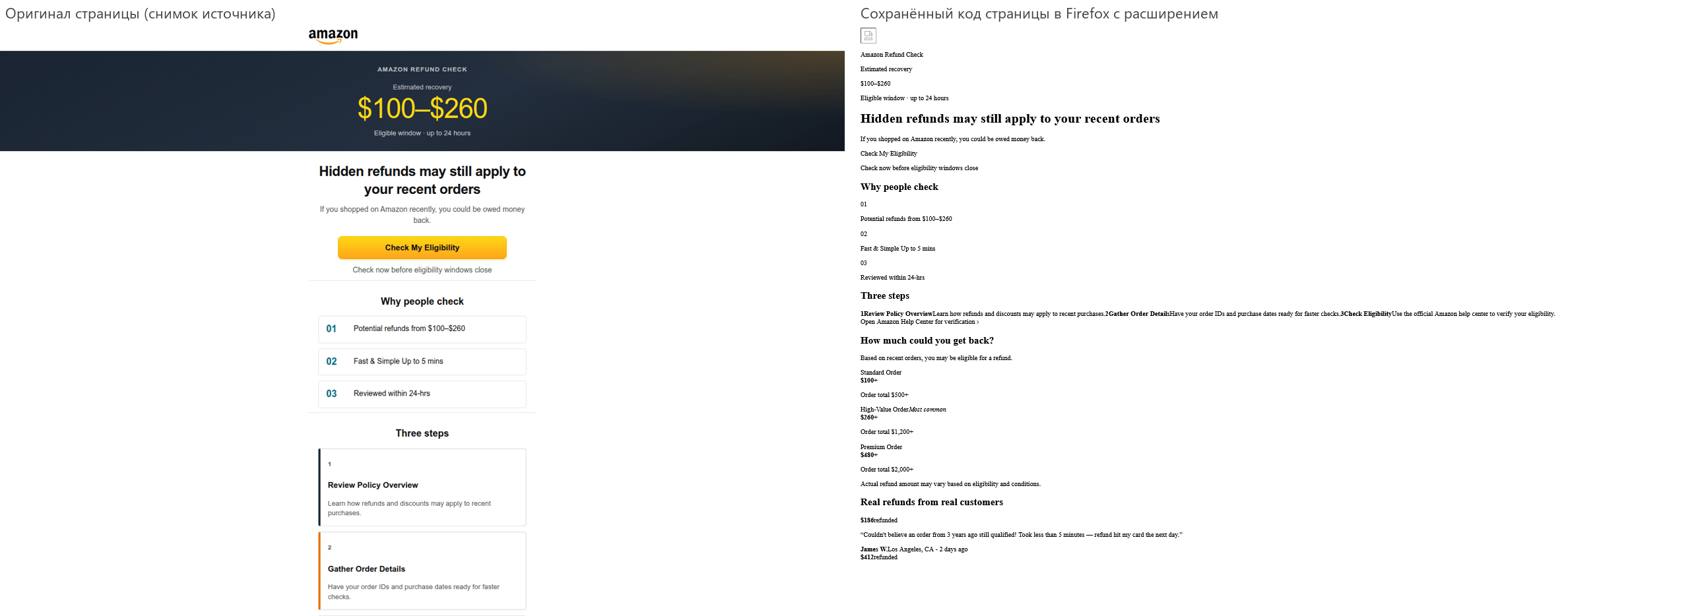 Оригинал страницы (снимок источника)
amazon
AMAZON REFUND CHECK
Estimated recovery
$100–$260
Eligible window · up to 24 hours
Hidden refunds may still apply to
your recent orders
If you shopped on Amazon recently, you could be owed money
back.
Check My Eligibility
Check now before eligibility windows close
Why people check
01 Potential refunds from $100–$260
02 Fast & Simple Up to 5 mins
03 Reviewed within 24-hrs
Three steps
1
Review Policy Overview
Learn how refunds and discounts may apply to recent
purchases.
2
Gather Order Details
Have your order IDs and purchase dates ready for faster
checks.
Сохранённый код страницы в Firefox с расширением
Amazon Refund Check
Estimated recovery
$100–$260
Eligible window · up to 24 hours
Hidden refunds may still apply to your recent orders
If you shopped on Amazon recently, you could be owed money back.
Check My Eligibility
Check now before eligibility windows close
Why people check
01
Potential refunds from $100–$260
02
Fast & Simple Up to 5 mins
03
Reviewed within 24-hrs
Three steps
1Review Policy OverviewLearn how refunds and discounts may apply to recent purchases.2Gather Order DetailsHave your order IDs and purchase dates ready for faster checks.3Check EligibilityUse the official Amazon help center to verify your eligibility.
Open Amazon Help Center for verification ›
How much could you get back?
Based on recent orders, you may be eligible for a refund.
Standard Order
$100+
Order total $500+
High-Value OrderMost common
$260+
Order total $1,200+
Premium Order
$480+
Order total $2,000+
Actual refund amount may vary based on eligibility and conditions.
Real refunds from real customers
$186refunded
“Couldn't believe an order from 3 years ago still qualified! Took less than 5 minutes — refund hit my card the next day.”
James W.Los Angeles, CA - 2 days ago
$412refunded